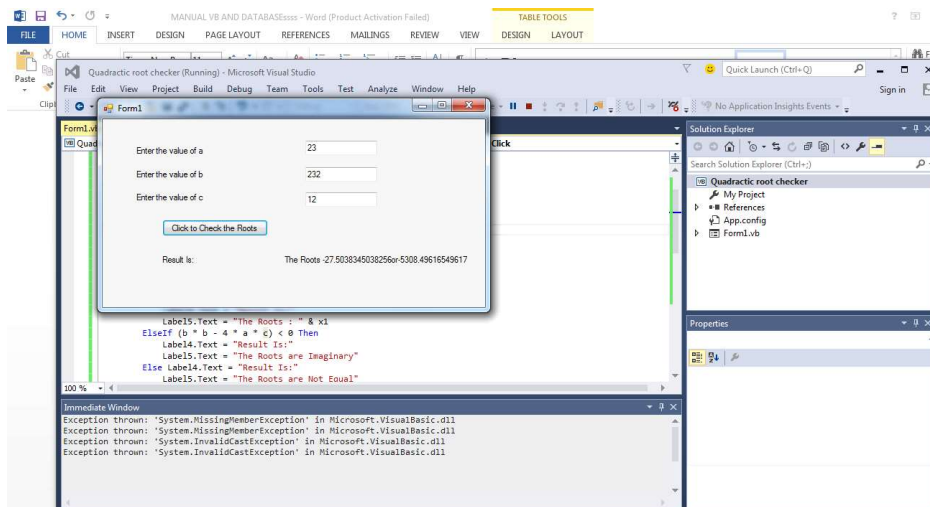 MANUAL VB AND DATABASEssss - Word (Product Activation Failed)
TABLE TOOLS
FILE HOME INSERT DESIGN PAGE LAYOUT REFERENCES MAILINGS REVIEW VIEW DESIGN LAYOUT
Cut
Paste
Clip
Quadractic root checker (Running) - Microsoft Visual Studio
Quick Launch (Ctrl+Q)
File Edit View Project Build Debug Team Tools Test Analyze Window Help
Sign in
No Application Insights Events
Form1
Form1.v
Click
Quad
Enter the value of a 23
Enter the value of b 232
Enter the value of c 12
Click to Check the Roots
Result Is: The Roots -27.5038345038256or-5308.49616549617
Label5.Text = "The Roots : " & x1
ElseIf (b * b - 4 * a * c) < 0 Then
Label4.Text = "Result Is:"
Label5.Text = "The Roots are Imaginary"
Else Label4.Text = "Result Is:"
Label5.Text = "The Roots are Not Equal"
100 %
Solution Explorer
Search Solution Explorer (Ctrl+;)
Quadractic root checker
My Project
References
App.config
Form1.vb
Properties
Immediate Window
Exception thrown: 'System.MissingMemberException' in Microsoft.VisualBasic.dll
Exception thrown: 'System.MissingMemberException' in Microsoft.VisualBasic.dll
Exception thrown: 'System.InvalidCastException' in Microsoft.VisualBasic.dll
Exception thrown: 'System.InvalidCastException' in Microsoft.VisualBasic.dll